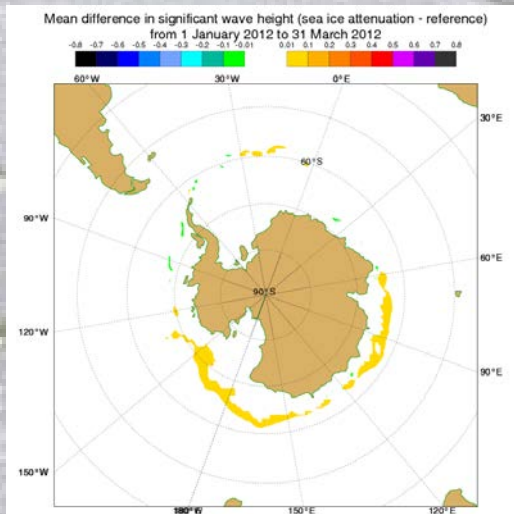 Mean difference in significant wave height (sea ice attenuation - reference)
from 1 January 2012 to 31 March 2012
-0.8 -0.7 -0.6 -0.5 -0.4 -0.3 -0.2 -0.1 -0.01 0.01 0.1 0.2 0.3 0.4 0.5 0.6 0.7 0.8
60°W 30°W 0°E
30°E
60°S
90°W
60°E
90°S
120°W
90°E
150°W
180°E 150°E 120°E